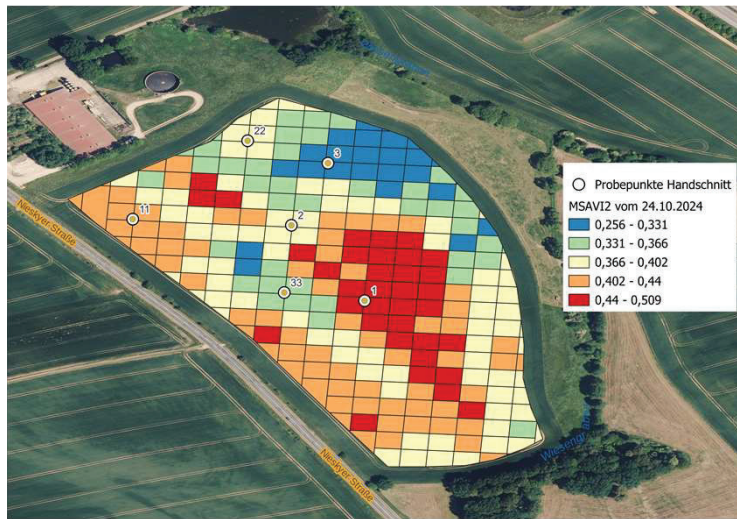 22
3
11
2
33
1
Nieskyer Straße
Nieskyer Straße
Probepunkte Handschnitt
MSAVI2 vom 24.10.2024
0,256 - 0,331
0,331 - 0,366
0,366 - 0,402
0,402 - 0,44
0,44 - 0,509